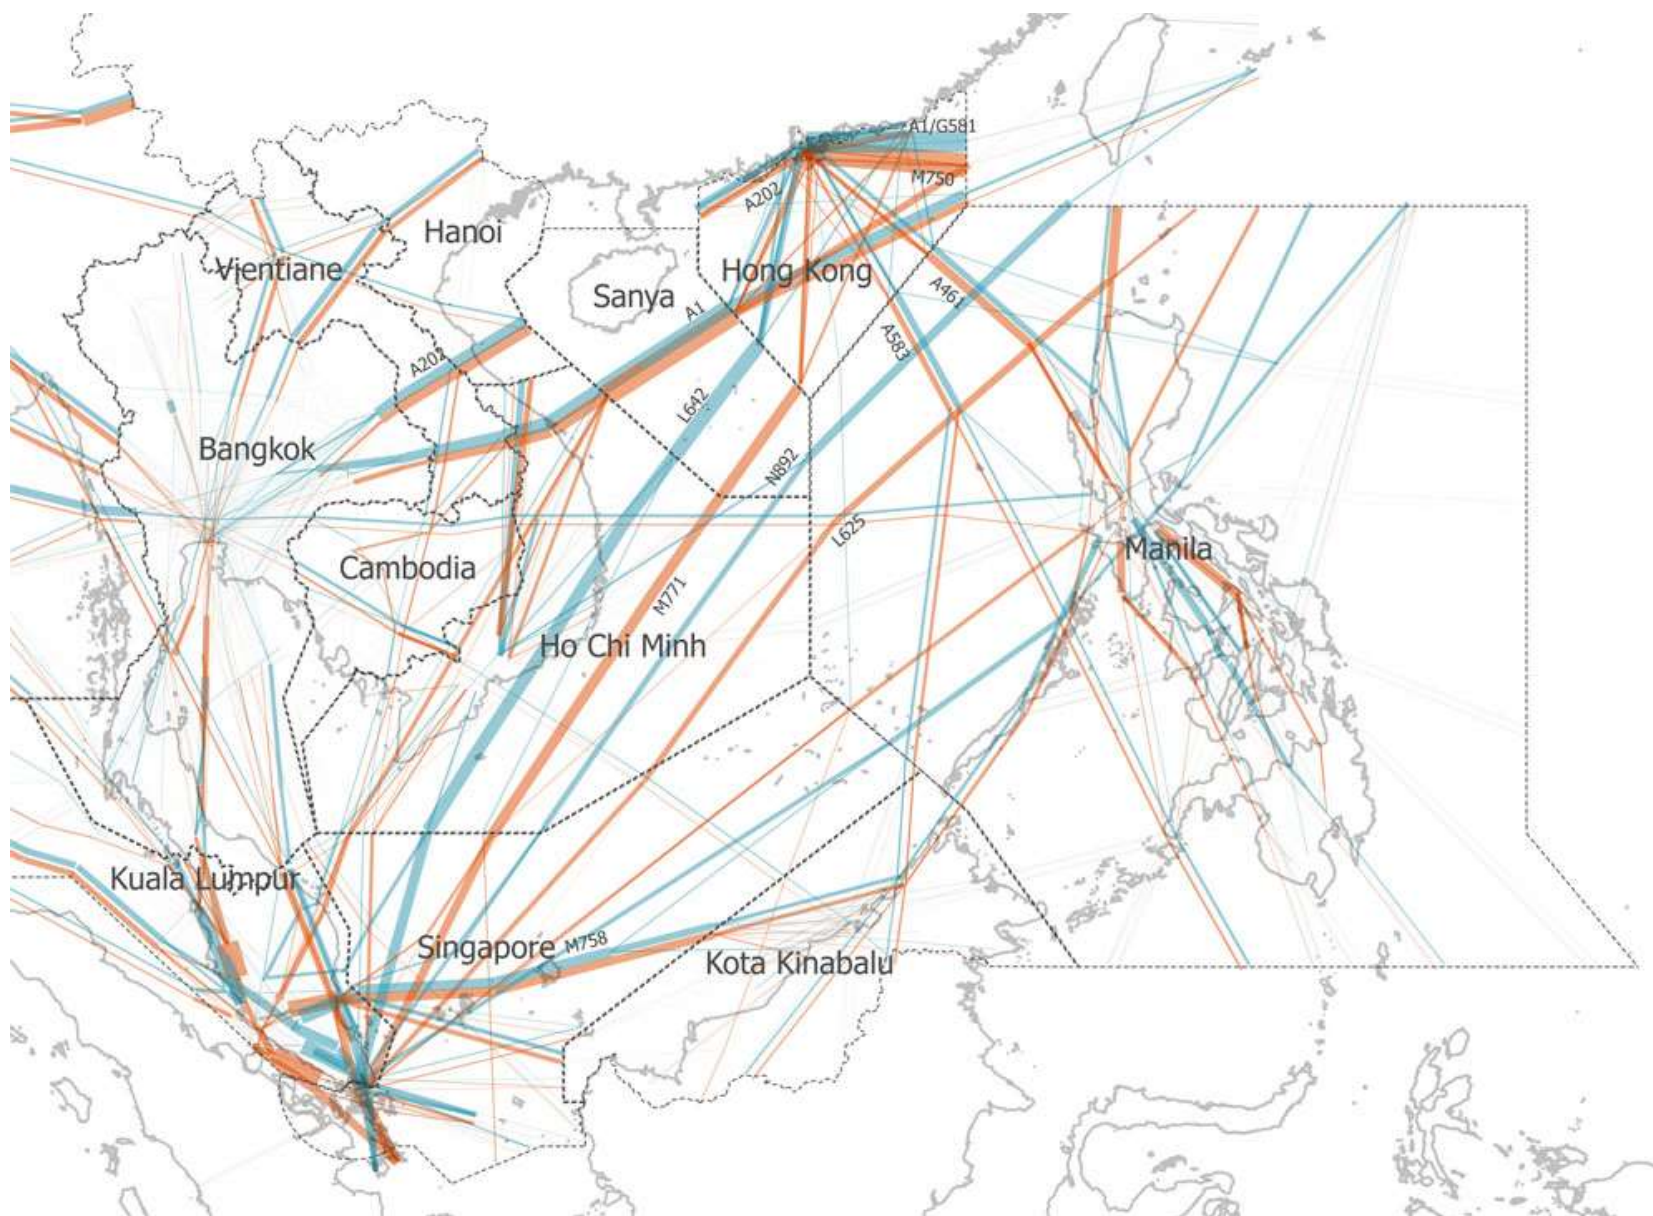 A1/G581
M750
A202
Hanoi
Vientiane
Hong Kong
Sanya
A461
A1
A583
A202
L642
Bangkok
N892
L625
Manila
Cambodia
M771
Ho Chi Minh
Kuala Lumpur
Singapore
M758
Kota Kinabalu